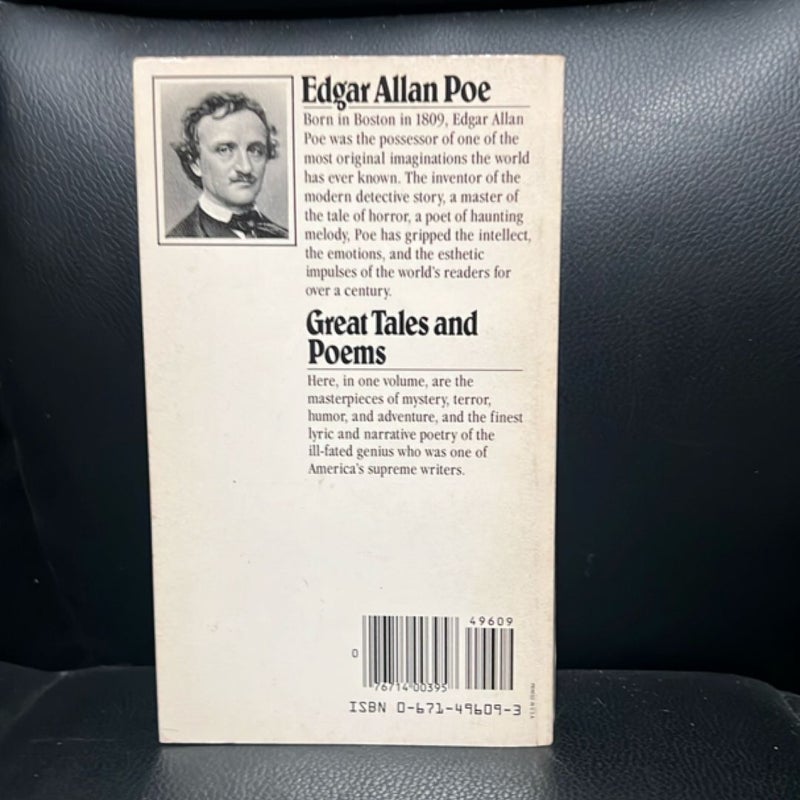 Edgar Allan Poe
Born in Boston in 1809, Edgar Allan
Poe was the possessor of one of the
most original imaginations the world
has ever known. The inventor of the
modern detective story, a master of
the tale of horror, a poet of haunting
melody, Poe has gripped the intellect,
the emotions, and the esthetic
impulses of the world's readers for
over a century.
Great Tales and
Poems
Here, in one volume, are the
masterpieces of mystery, terror,
humor, and adventure, and the finest
lyric and narrative poetry of the
ill-fated genius who was one of
America's supreme writers.
49609
0
76714 00395
ISBN 0-671-49609-3